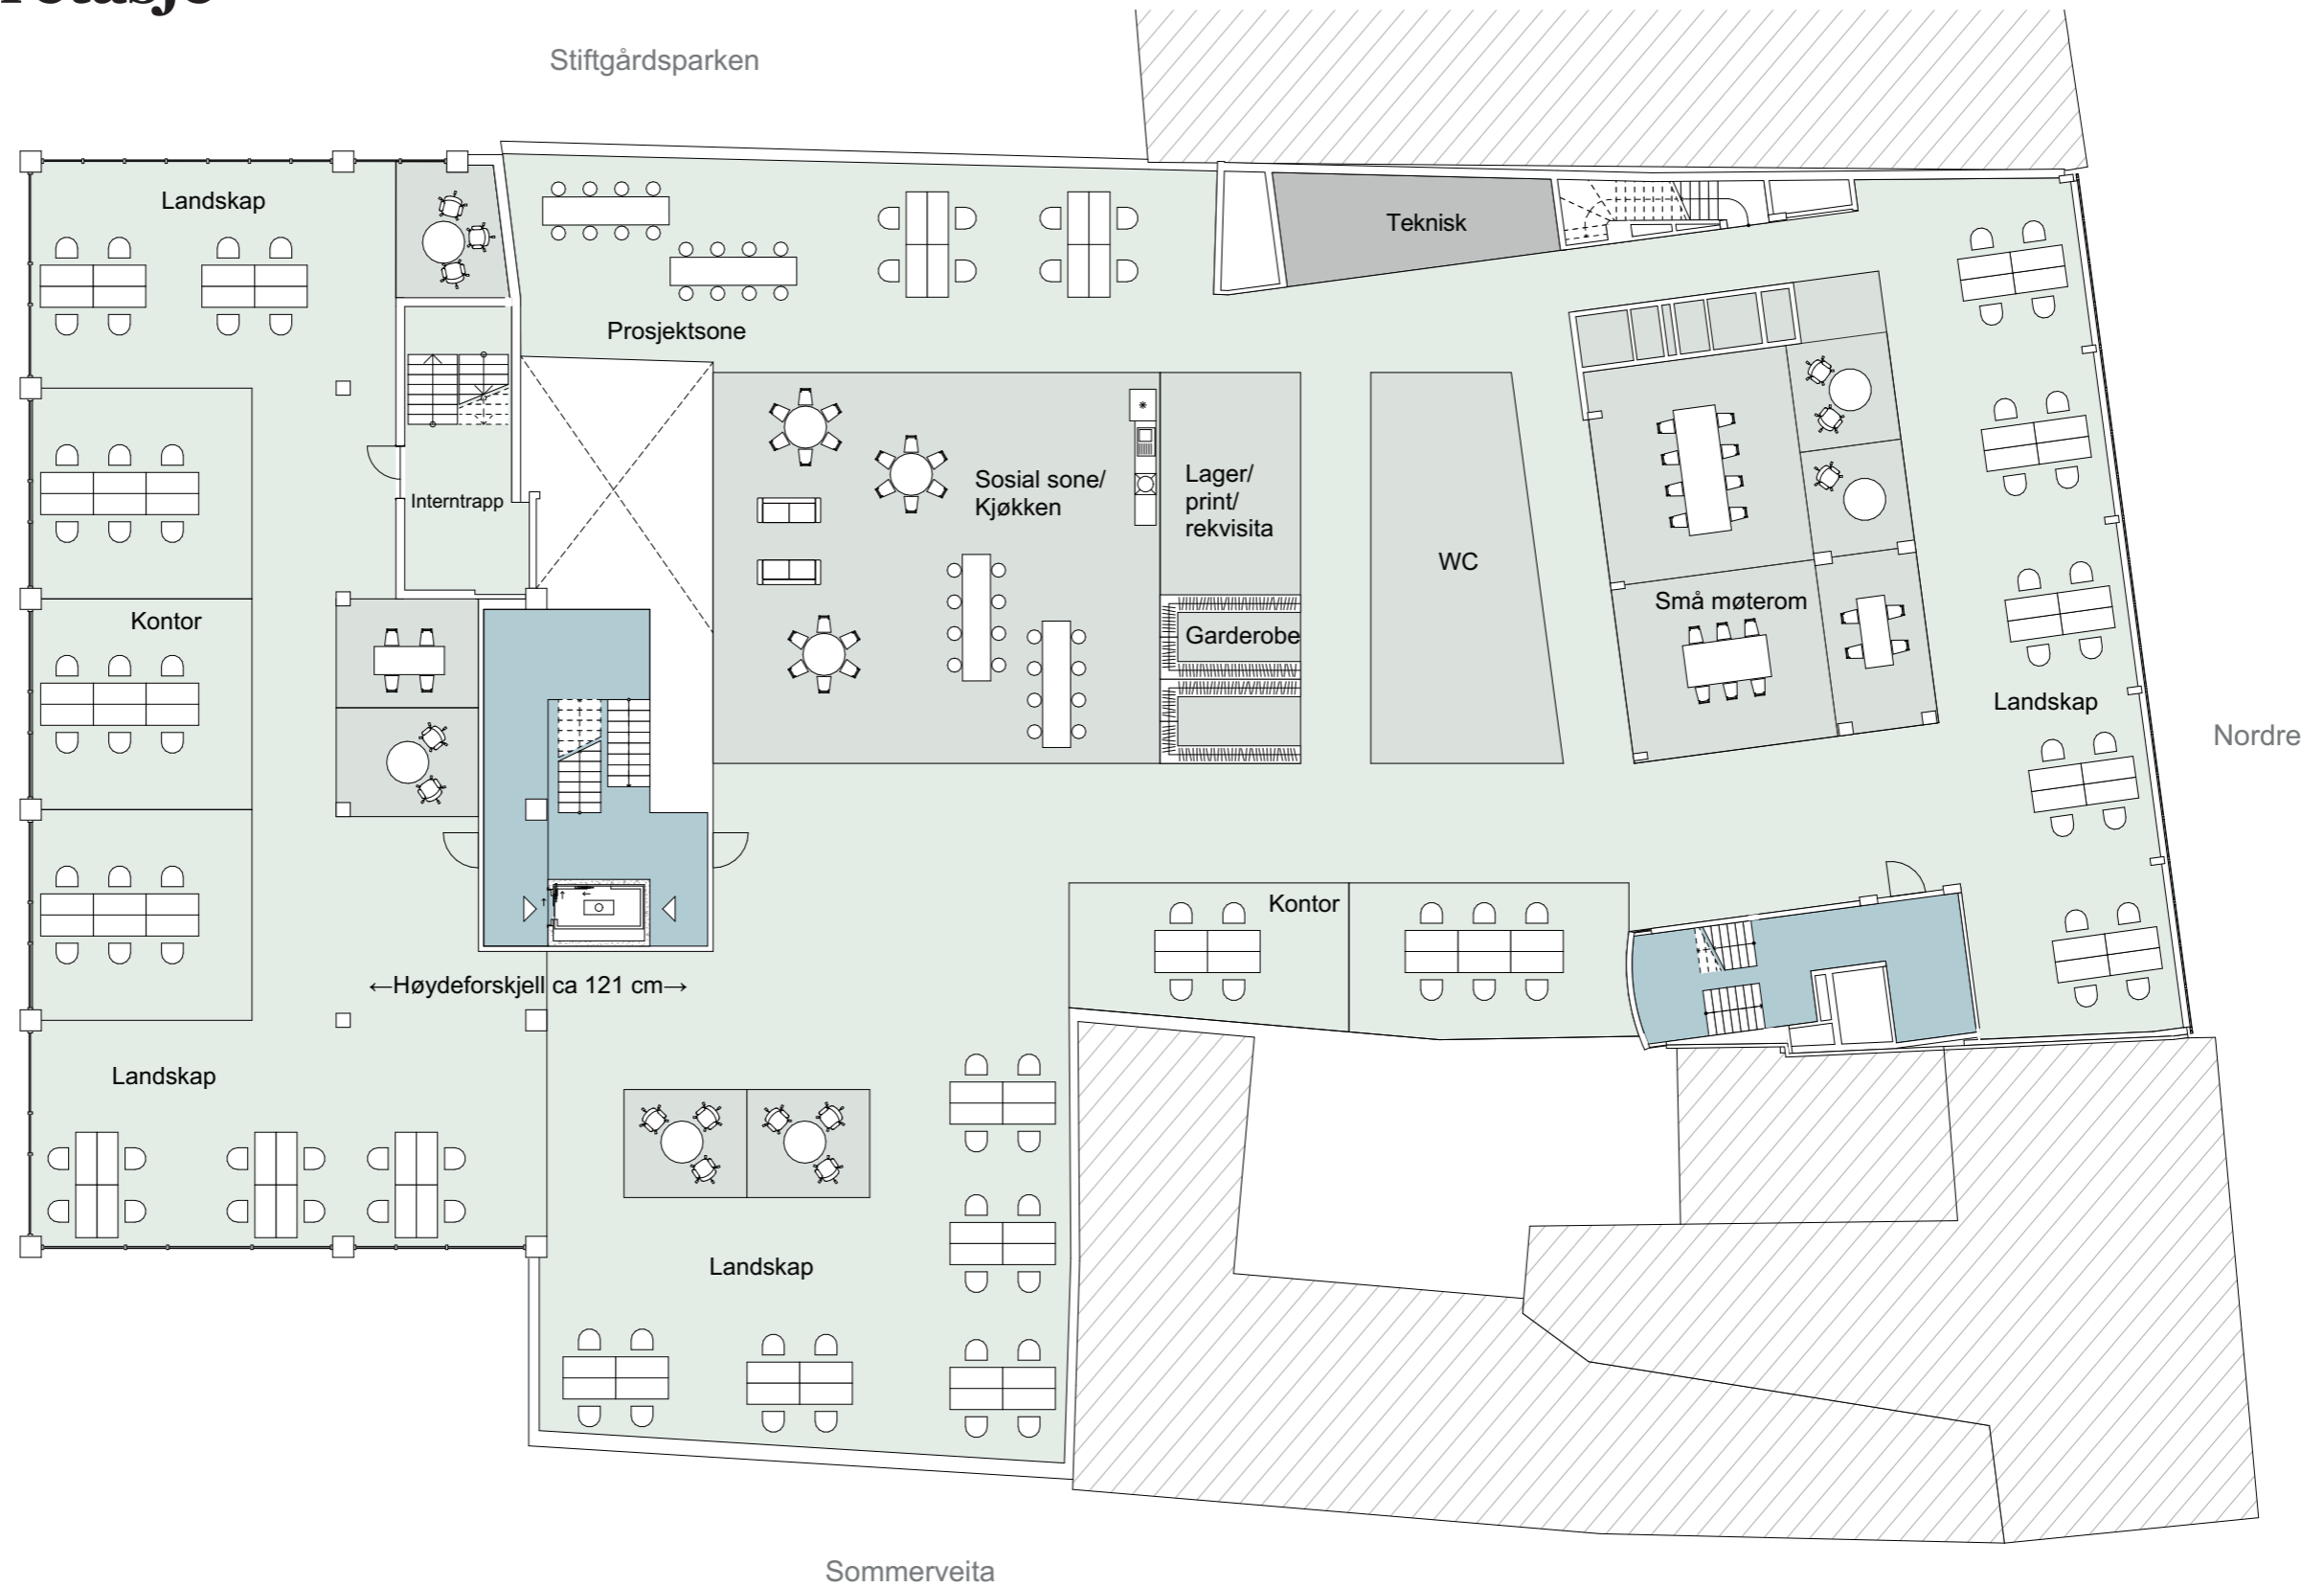 Stiftgårdsparken
Landskap
Teknisk
Prosjektsone
Interntrapp
Sosial sone/
Kjøkken
Lager/
print/
rekvisita
WC
Små møterom
Kontor
Garderobe
Landskap
Nordre
Kontor
←Høydeforskjell ca 121 cm→
Landskap
Landskap
Sommerveita